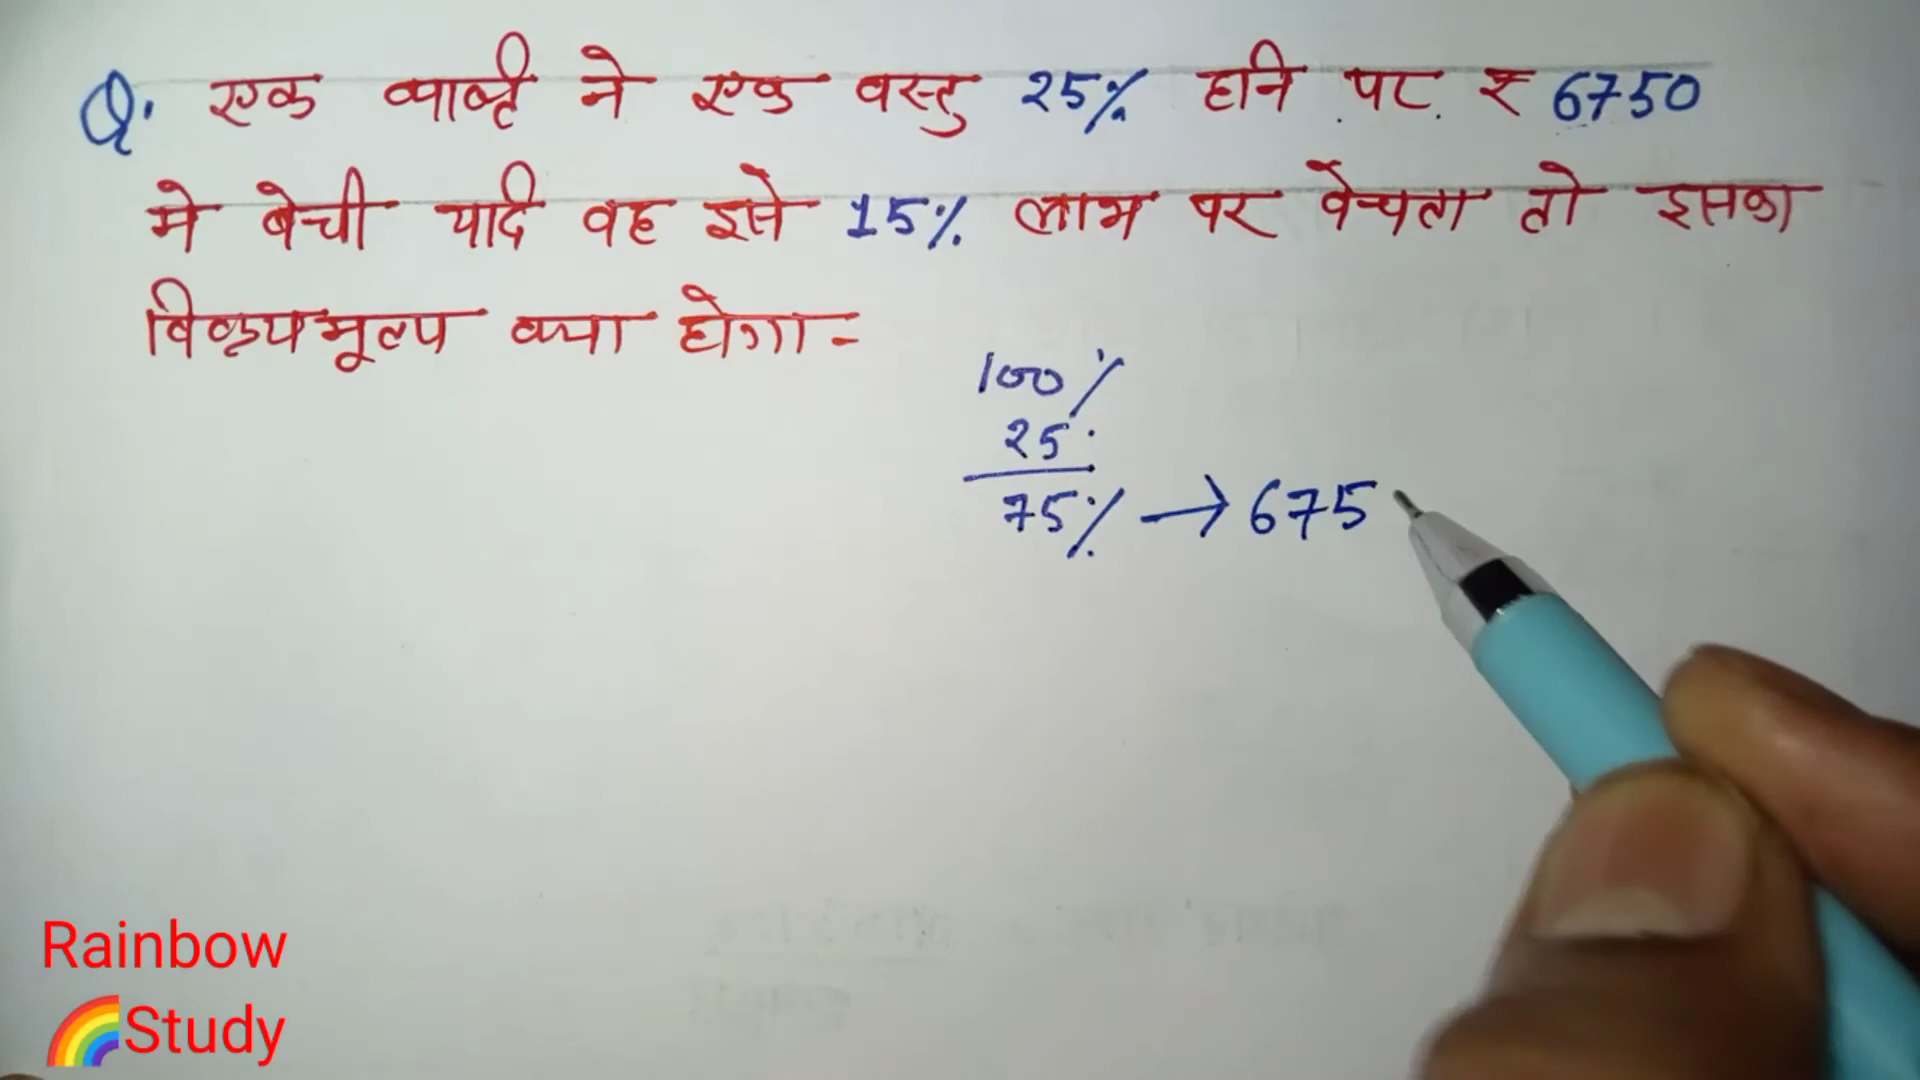 Q. एक व्यक्ति ने एक वस्तु 25% हानि पर ₹ 6750
मे बेची यदि वह इसे 15% लाभ पर बेचता तो इसका
विक्रयमूल्य क्या होगा -
100%
25
75% → 675
Rainbow
Study